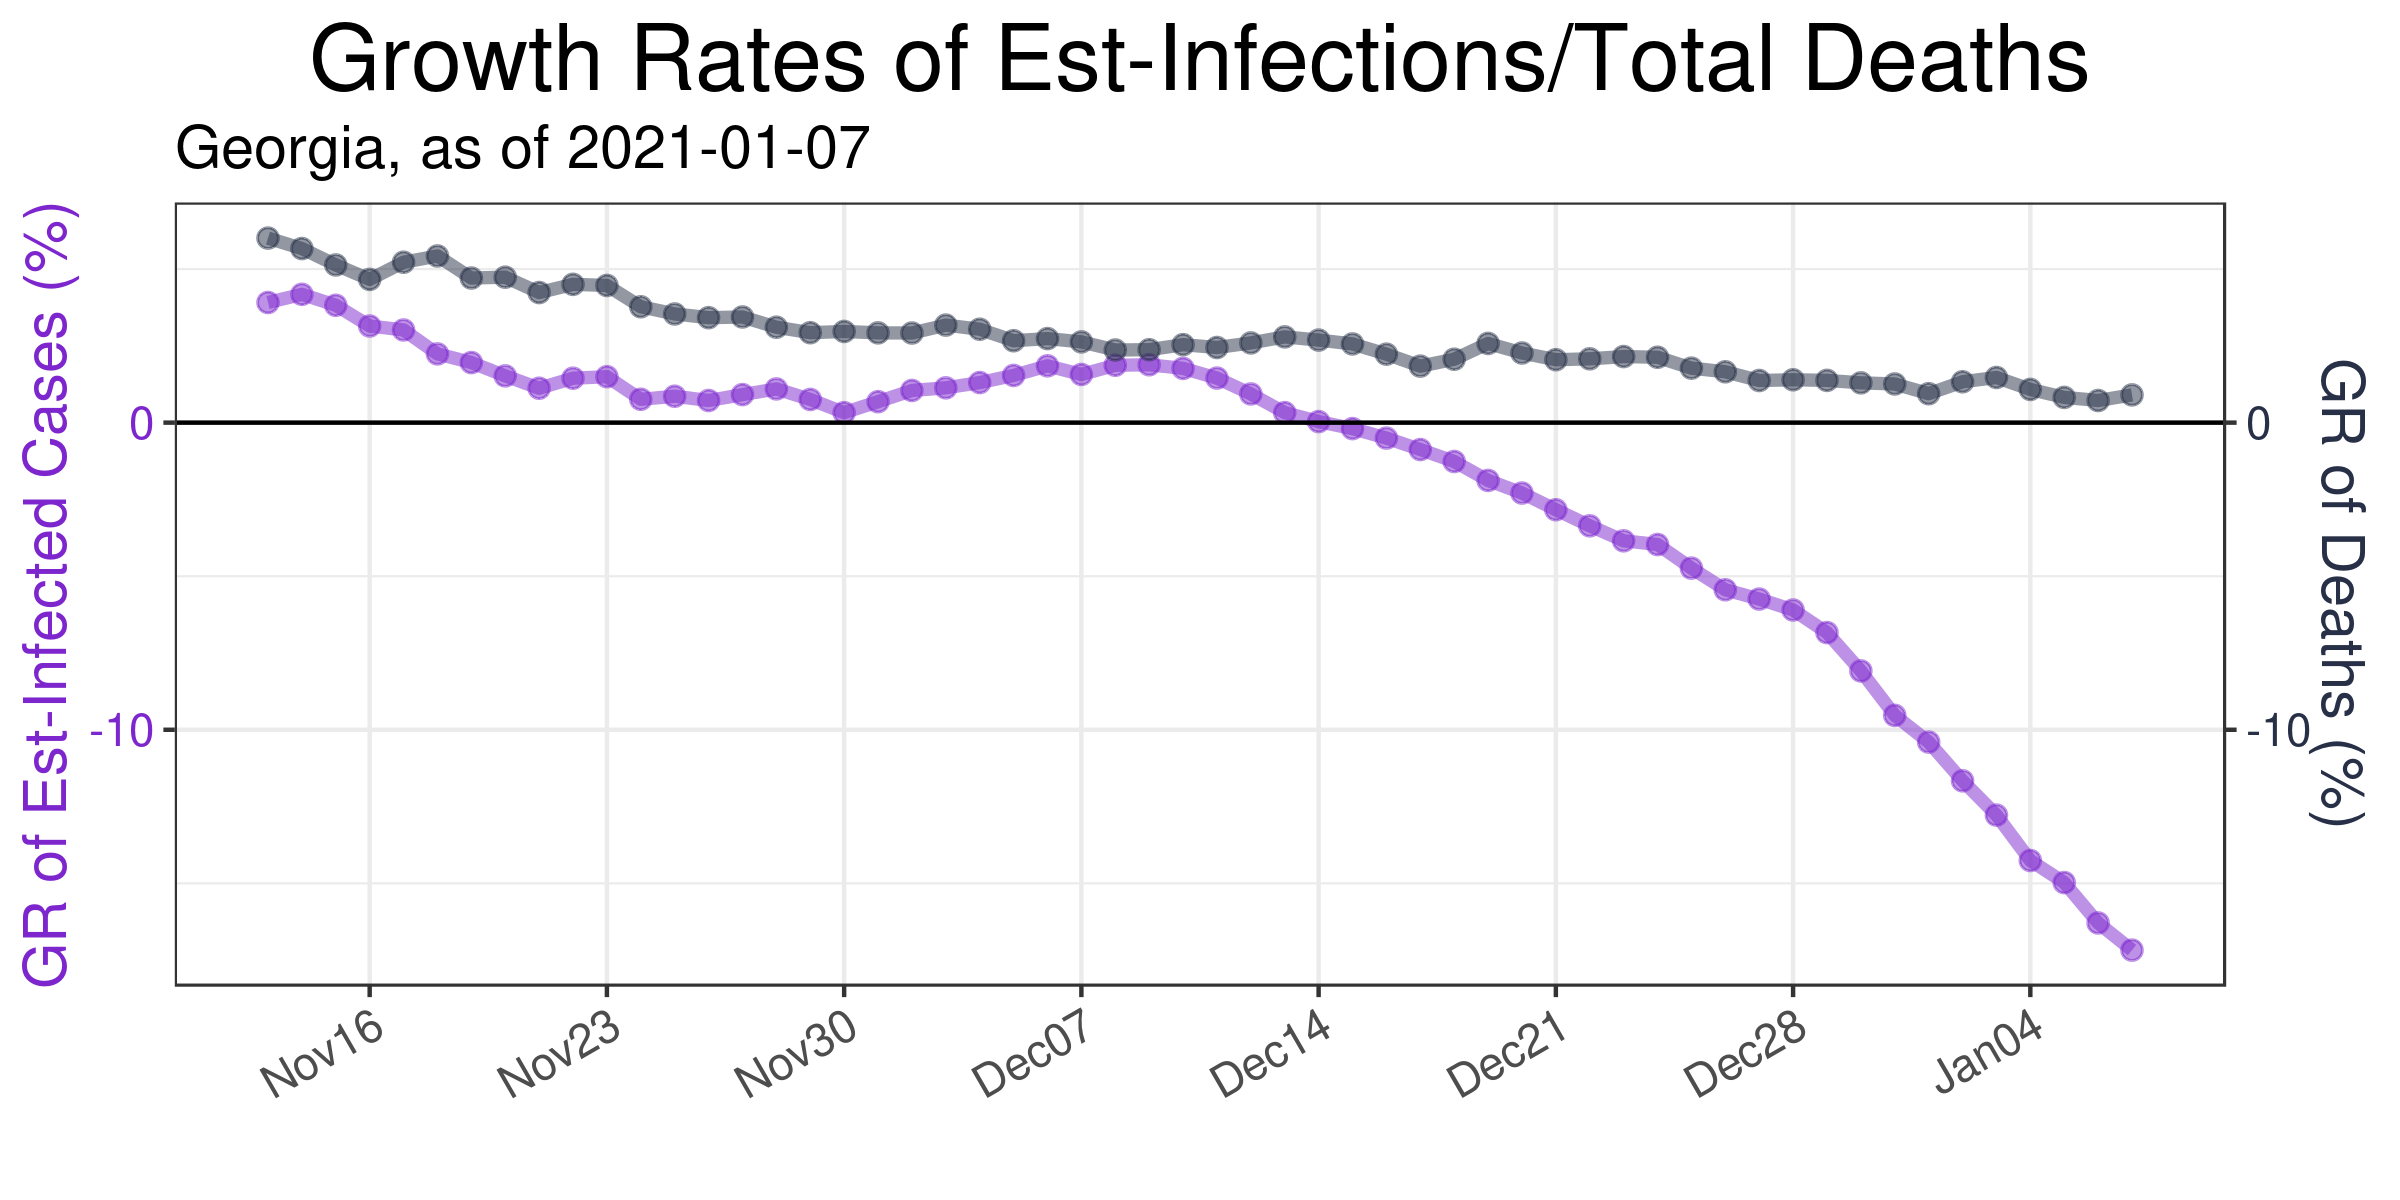 Growth Rates of Est-Infections/Total Deaths
Georgia, as of 2021-01-07
GR of Est-Infected Cases (%)
0
-10
0
-10
GR of Deaths (%)
Nov16
Nov23
Nov30
Dec07
Dec14
Dec21
Dec28
Jan04